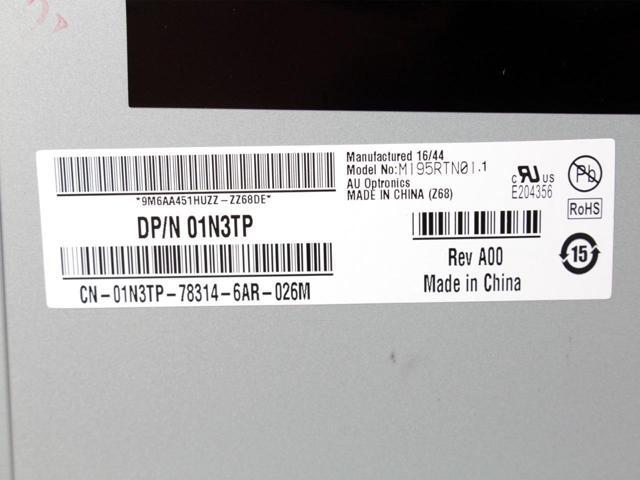 *9M6AA451HUZZ-ZZ68DE*
DP/N 01N3TP
CN-01N3TP-78314-6AR-026M
Manufactured 16/44
Model No:M195RTN01.1
AU Optronics
MADE IN CHINA (Z68)
c RU US
E204356
Pb
RoHS
Rev A00
Made in China
15